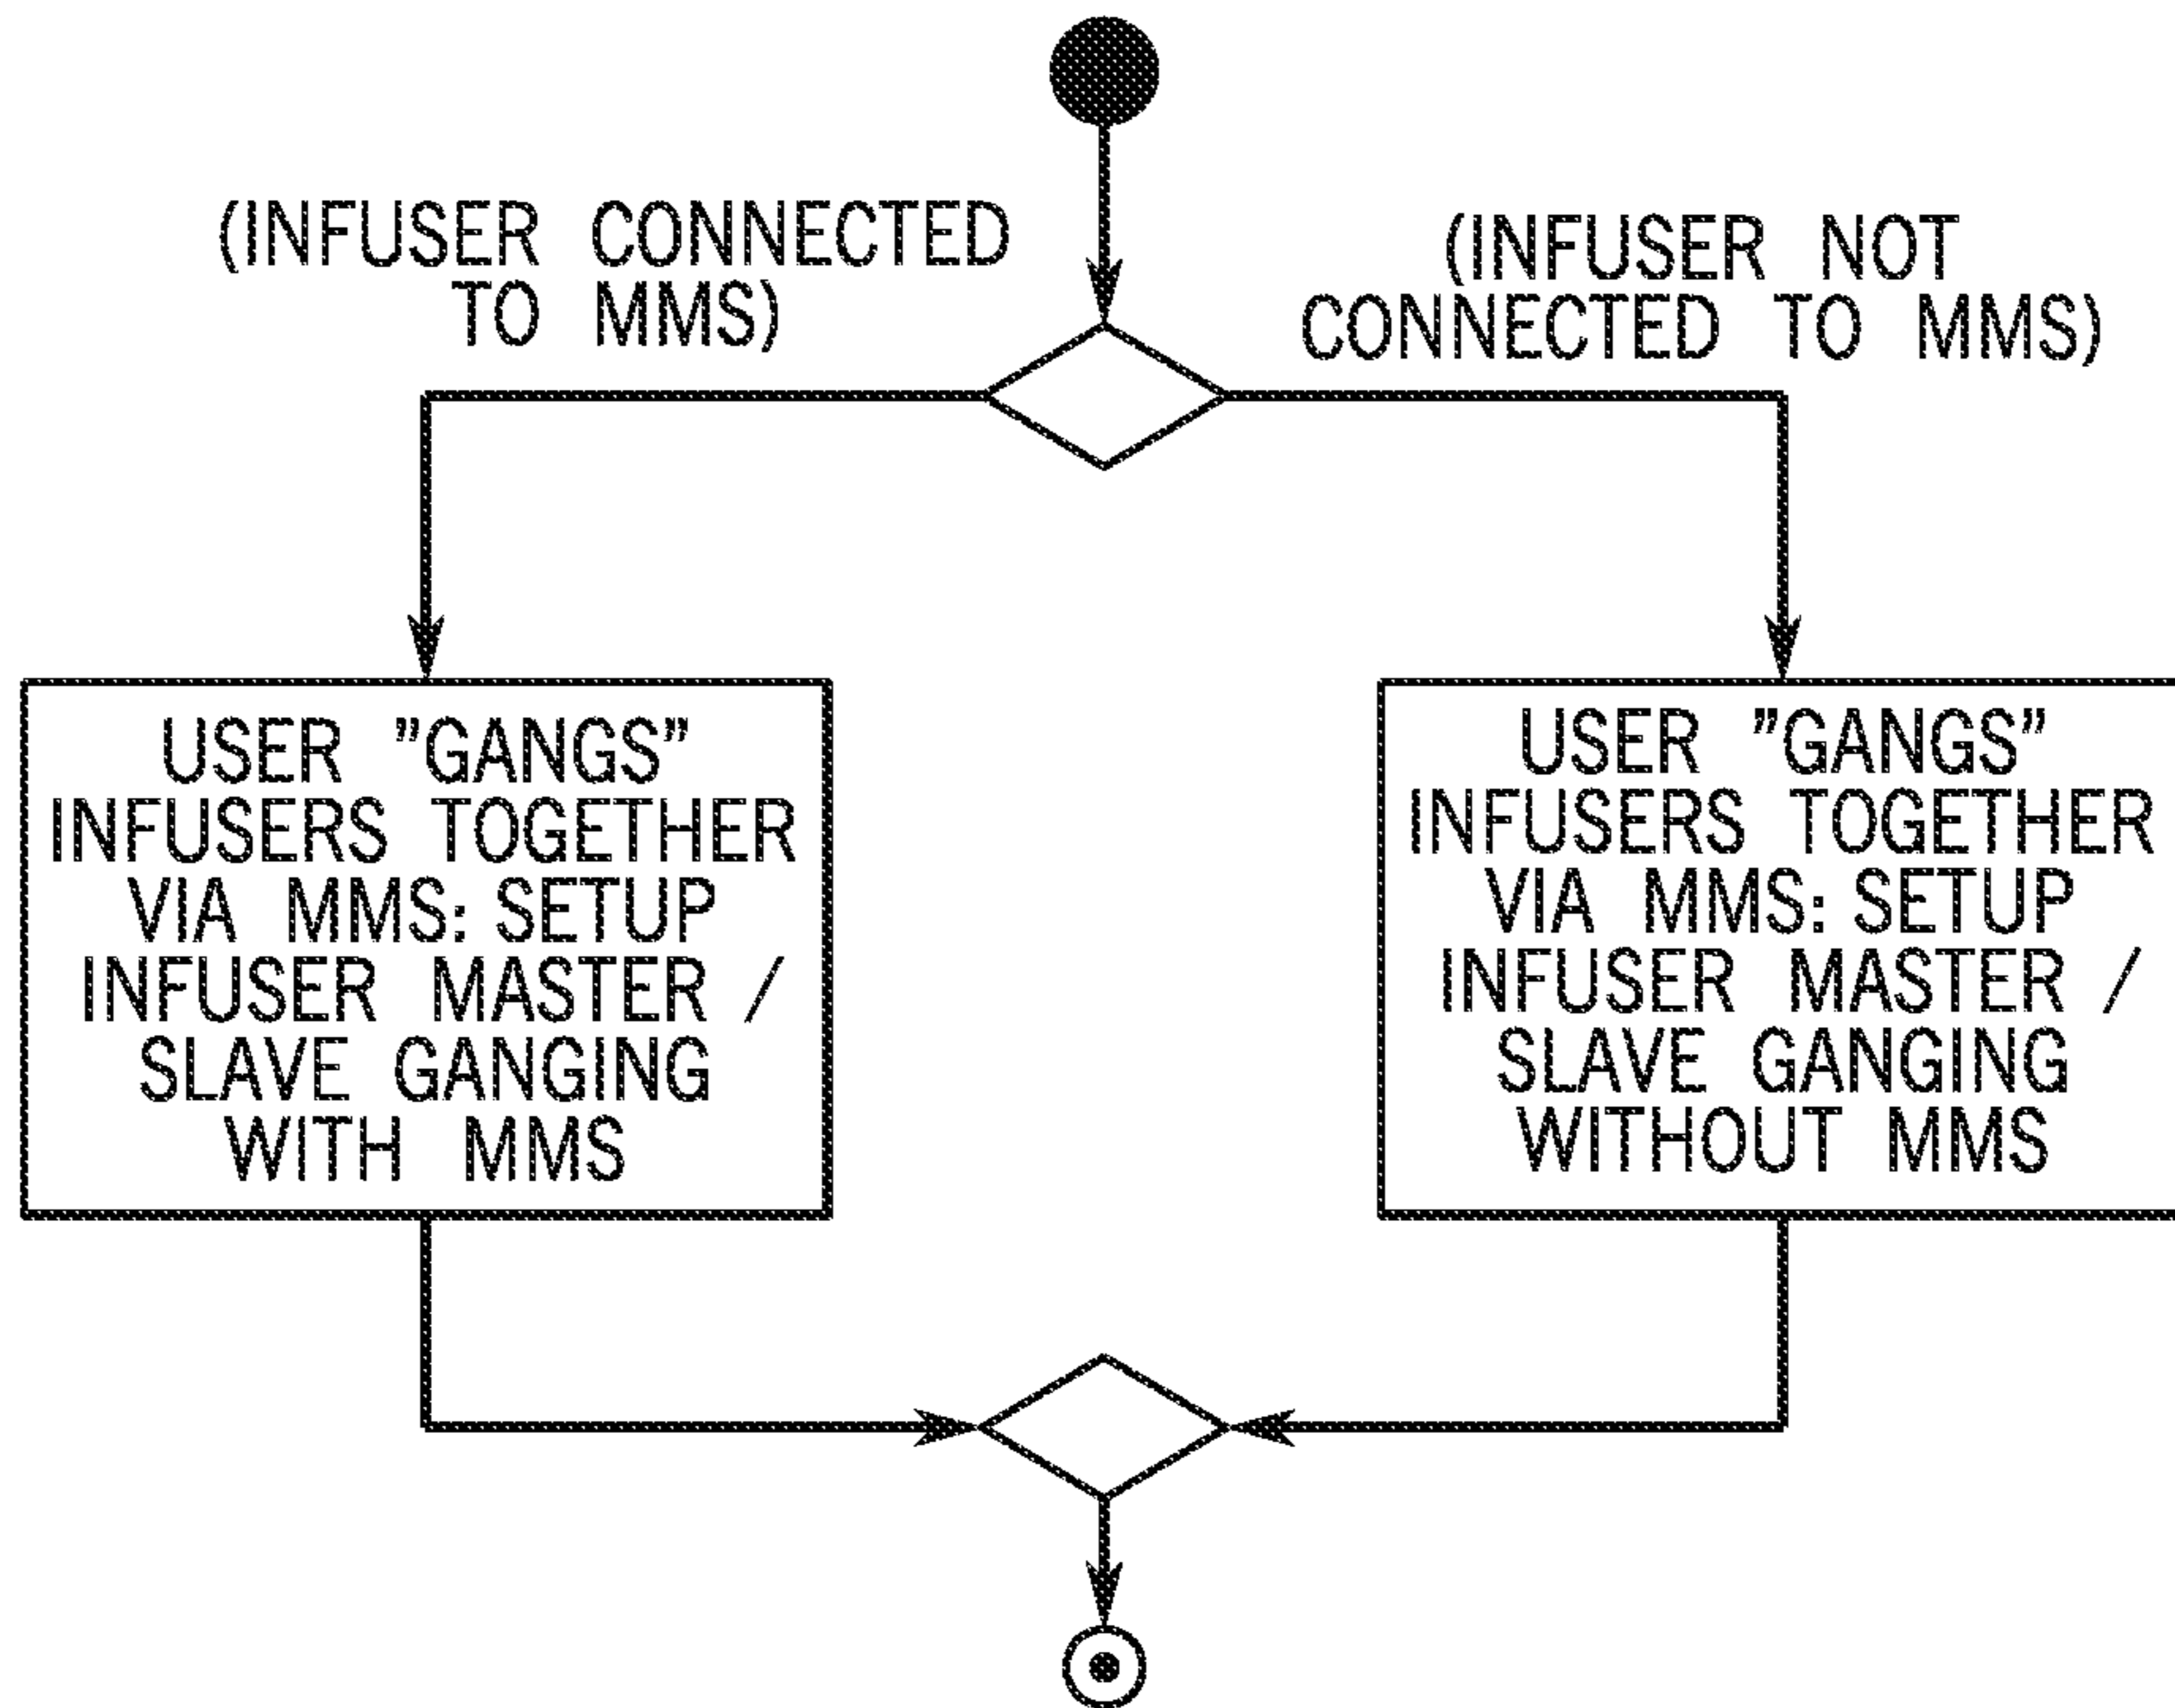 (INFUSER CONNECTED
TO MMS)
(INFUSER NOT
CONNECTED TO MMS)
USER "GANGS"
INFUSERS TOGETHER
VIA MMS: SETUP
INFUSER MASTER /
SLAVE GANGING
WITH MMS
USER "GANGS"
INFUSERS TOGETHER
VIA MMS: SETUP
INFUSER MASTER /
SLAVE GANGING
WITHOUT MMS